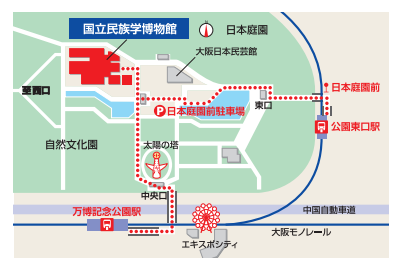 国立民族学博物館
日本庭園
大阪日本民芸館
至西口
日本庭園前
東口
P 日本庭園前駐車場
公園東口駅
自然文化園
太陽の塔
中央口
万博記念公園駅
中国自動車道
大阪モノレール
エキスポシティ